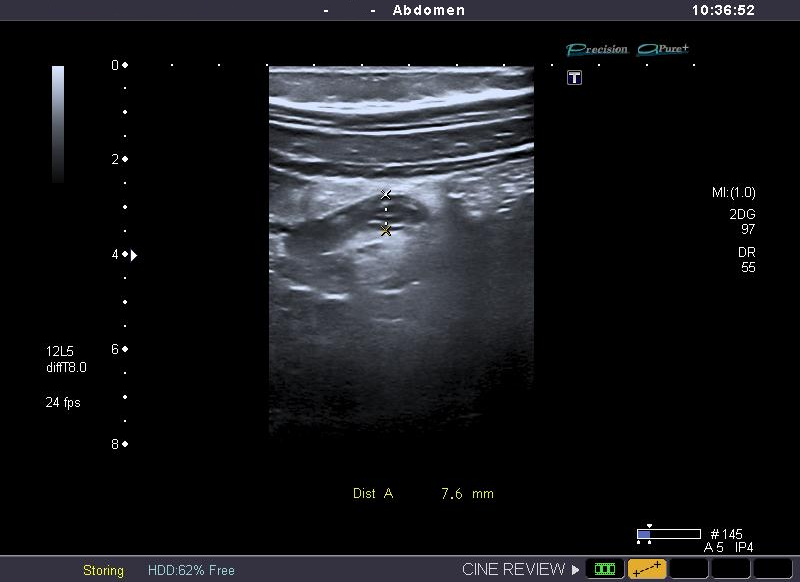 - - Abdomen 10:36:52
Precision APure+
T
0
2
4
6
8
MI:(1.0)
2DG
97
DR
55
12L5
diffT8.0
24 fps
Dist A 7.6 mm
#145
A 5 IP4
Storing HDD:62% Free CINE REVIEW